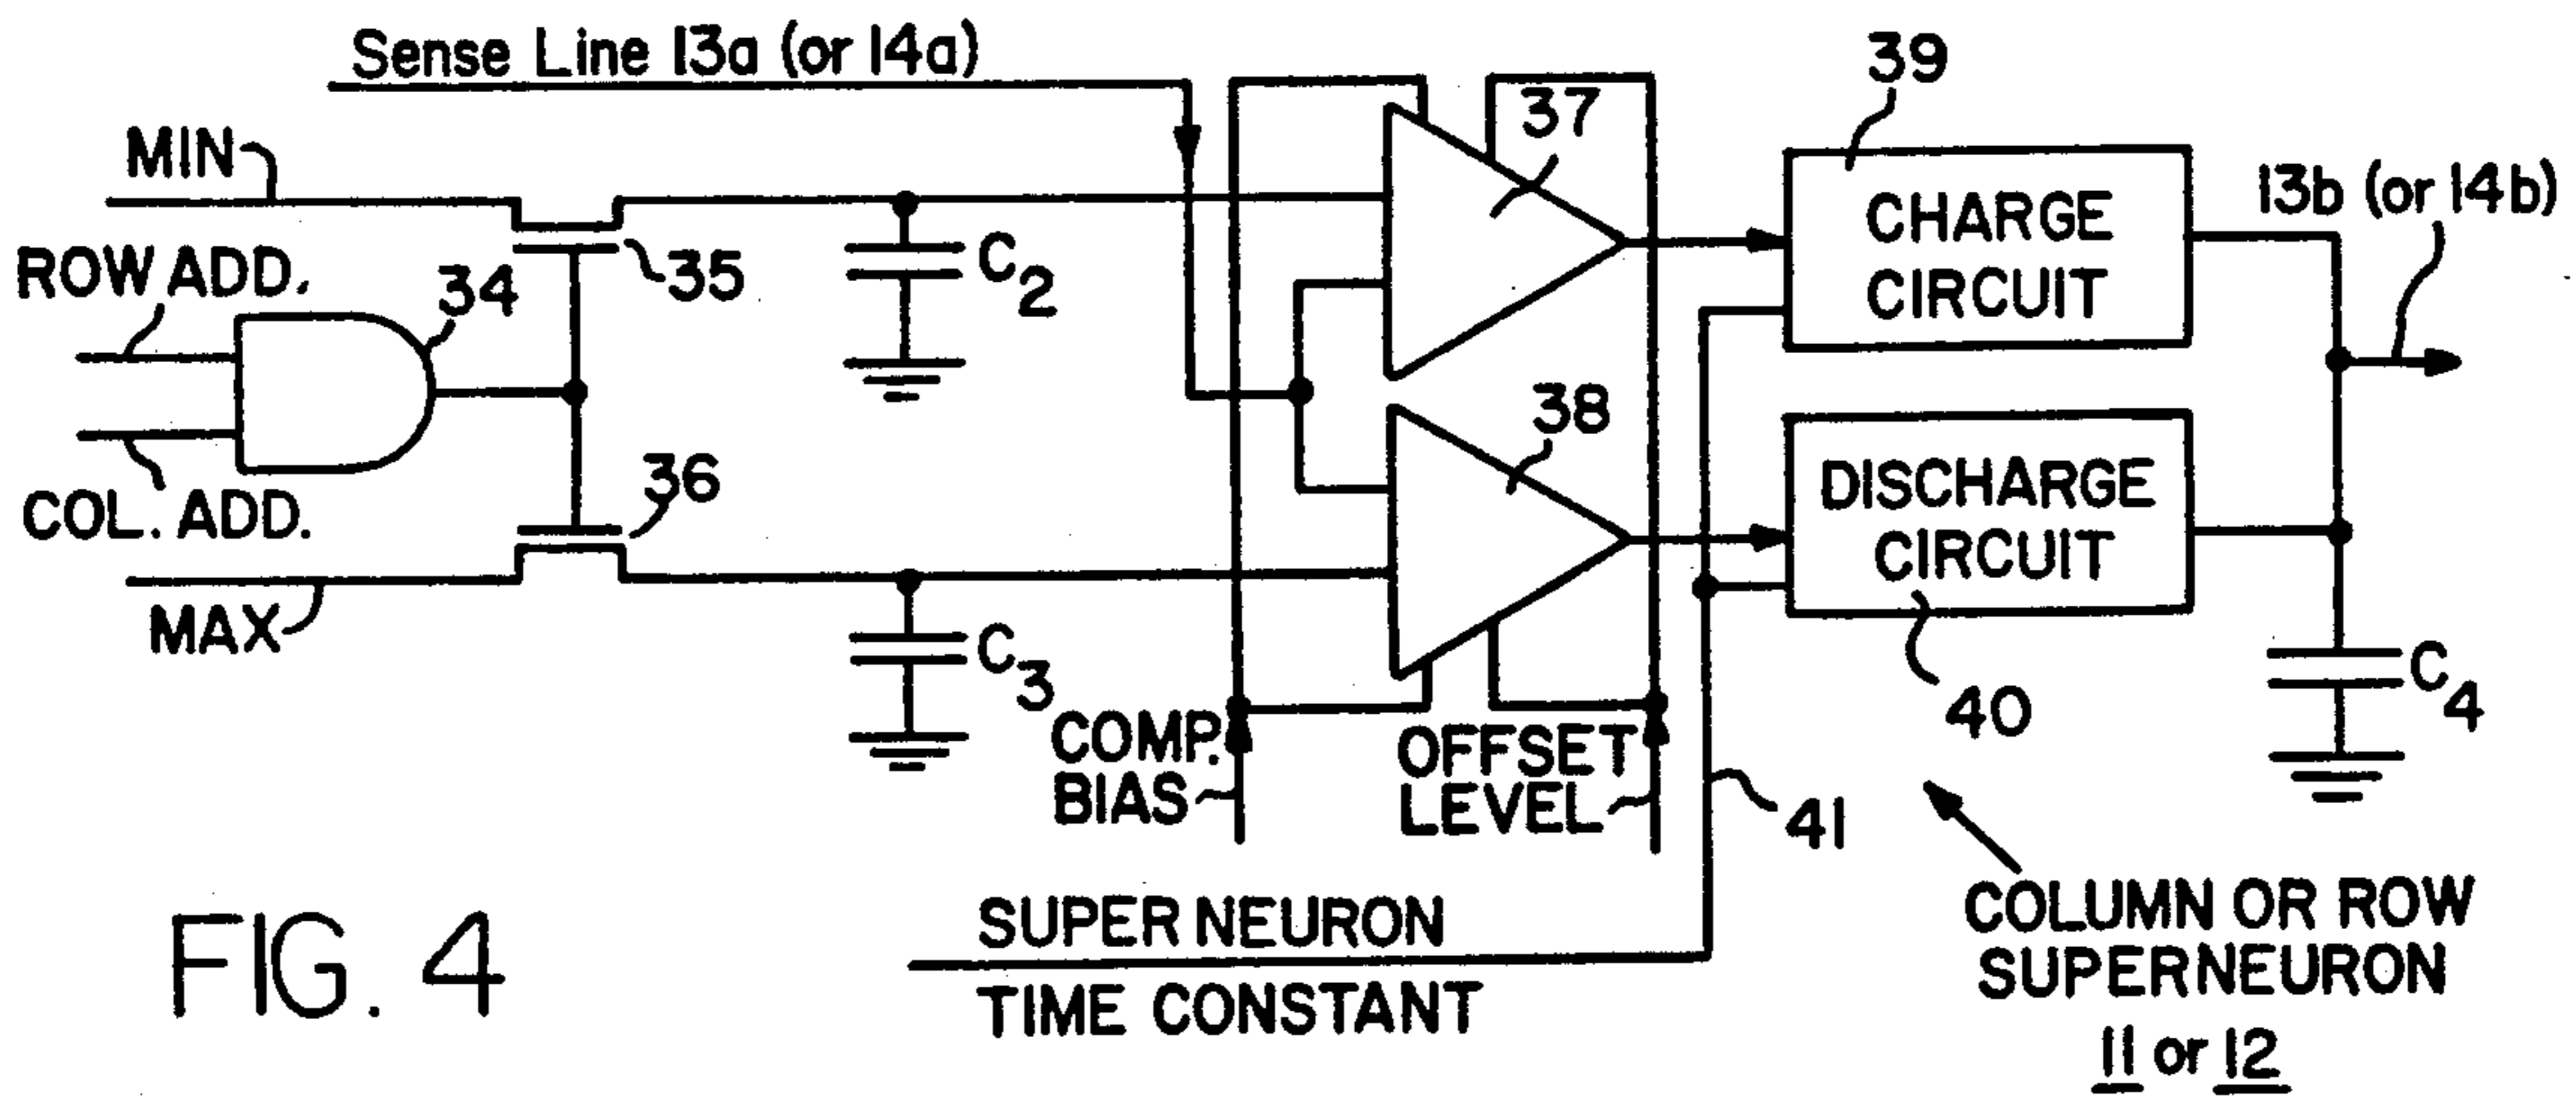 Sense Line 13a (or 14a)
39
37
MIN
13b (or 14b)
CHARGE
CIRCUIT
ROW ADD.
34
35
C2
38
DISCHARGE
CIRCUIT
36
COL. ADD.
MAX
C3
C4
40
COMP.
BIAS
OFFSET
LEVEL
41
SUPER NEURON
TIME CONSTANT
COLUMN OR ROW
SUPERNEURON
11 or 12
FIG. 4